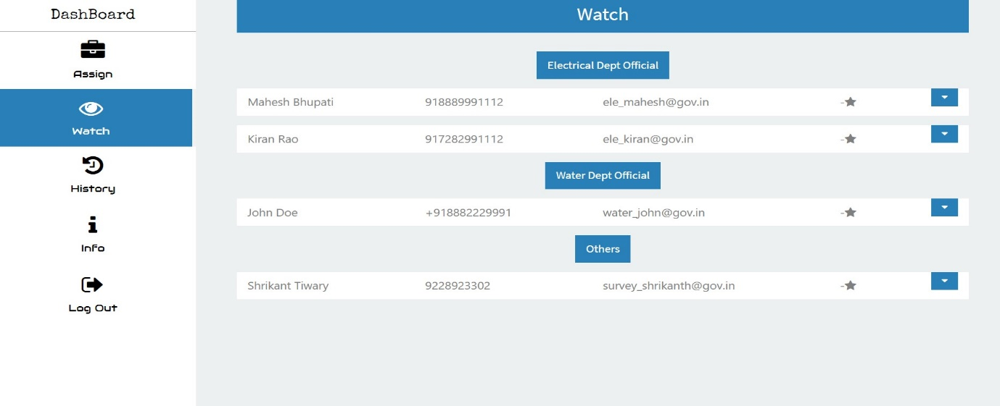 DashBoard
Assign
Watch
History
Info
Log Out
Watch
Electrical Dept Official
Mahesh Bhupati 918889991112 ele_mahesh@gov.in -★
Kiran Rao 917282991112 ele_kiran@gov.in -★
Water Dept Official
John Doe +918882229991 water_john@gov.in -★
Others
Shrikant Tiwary 9228923302 survey_shrikanth@gov.in -★